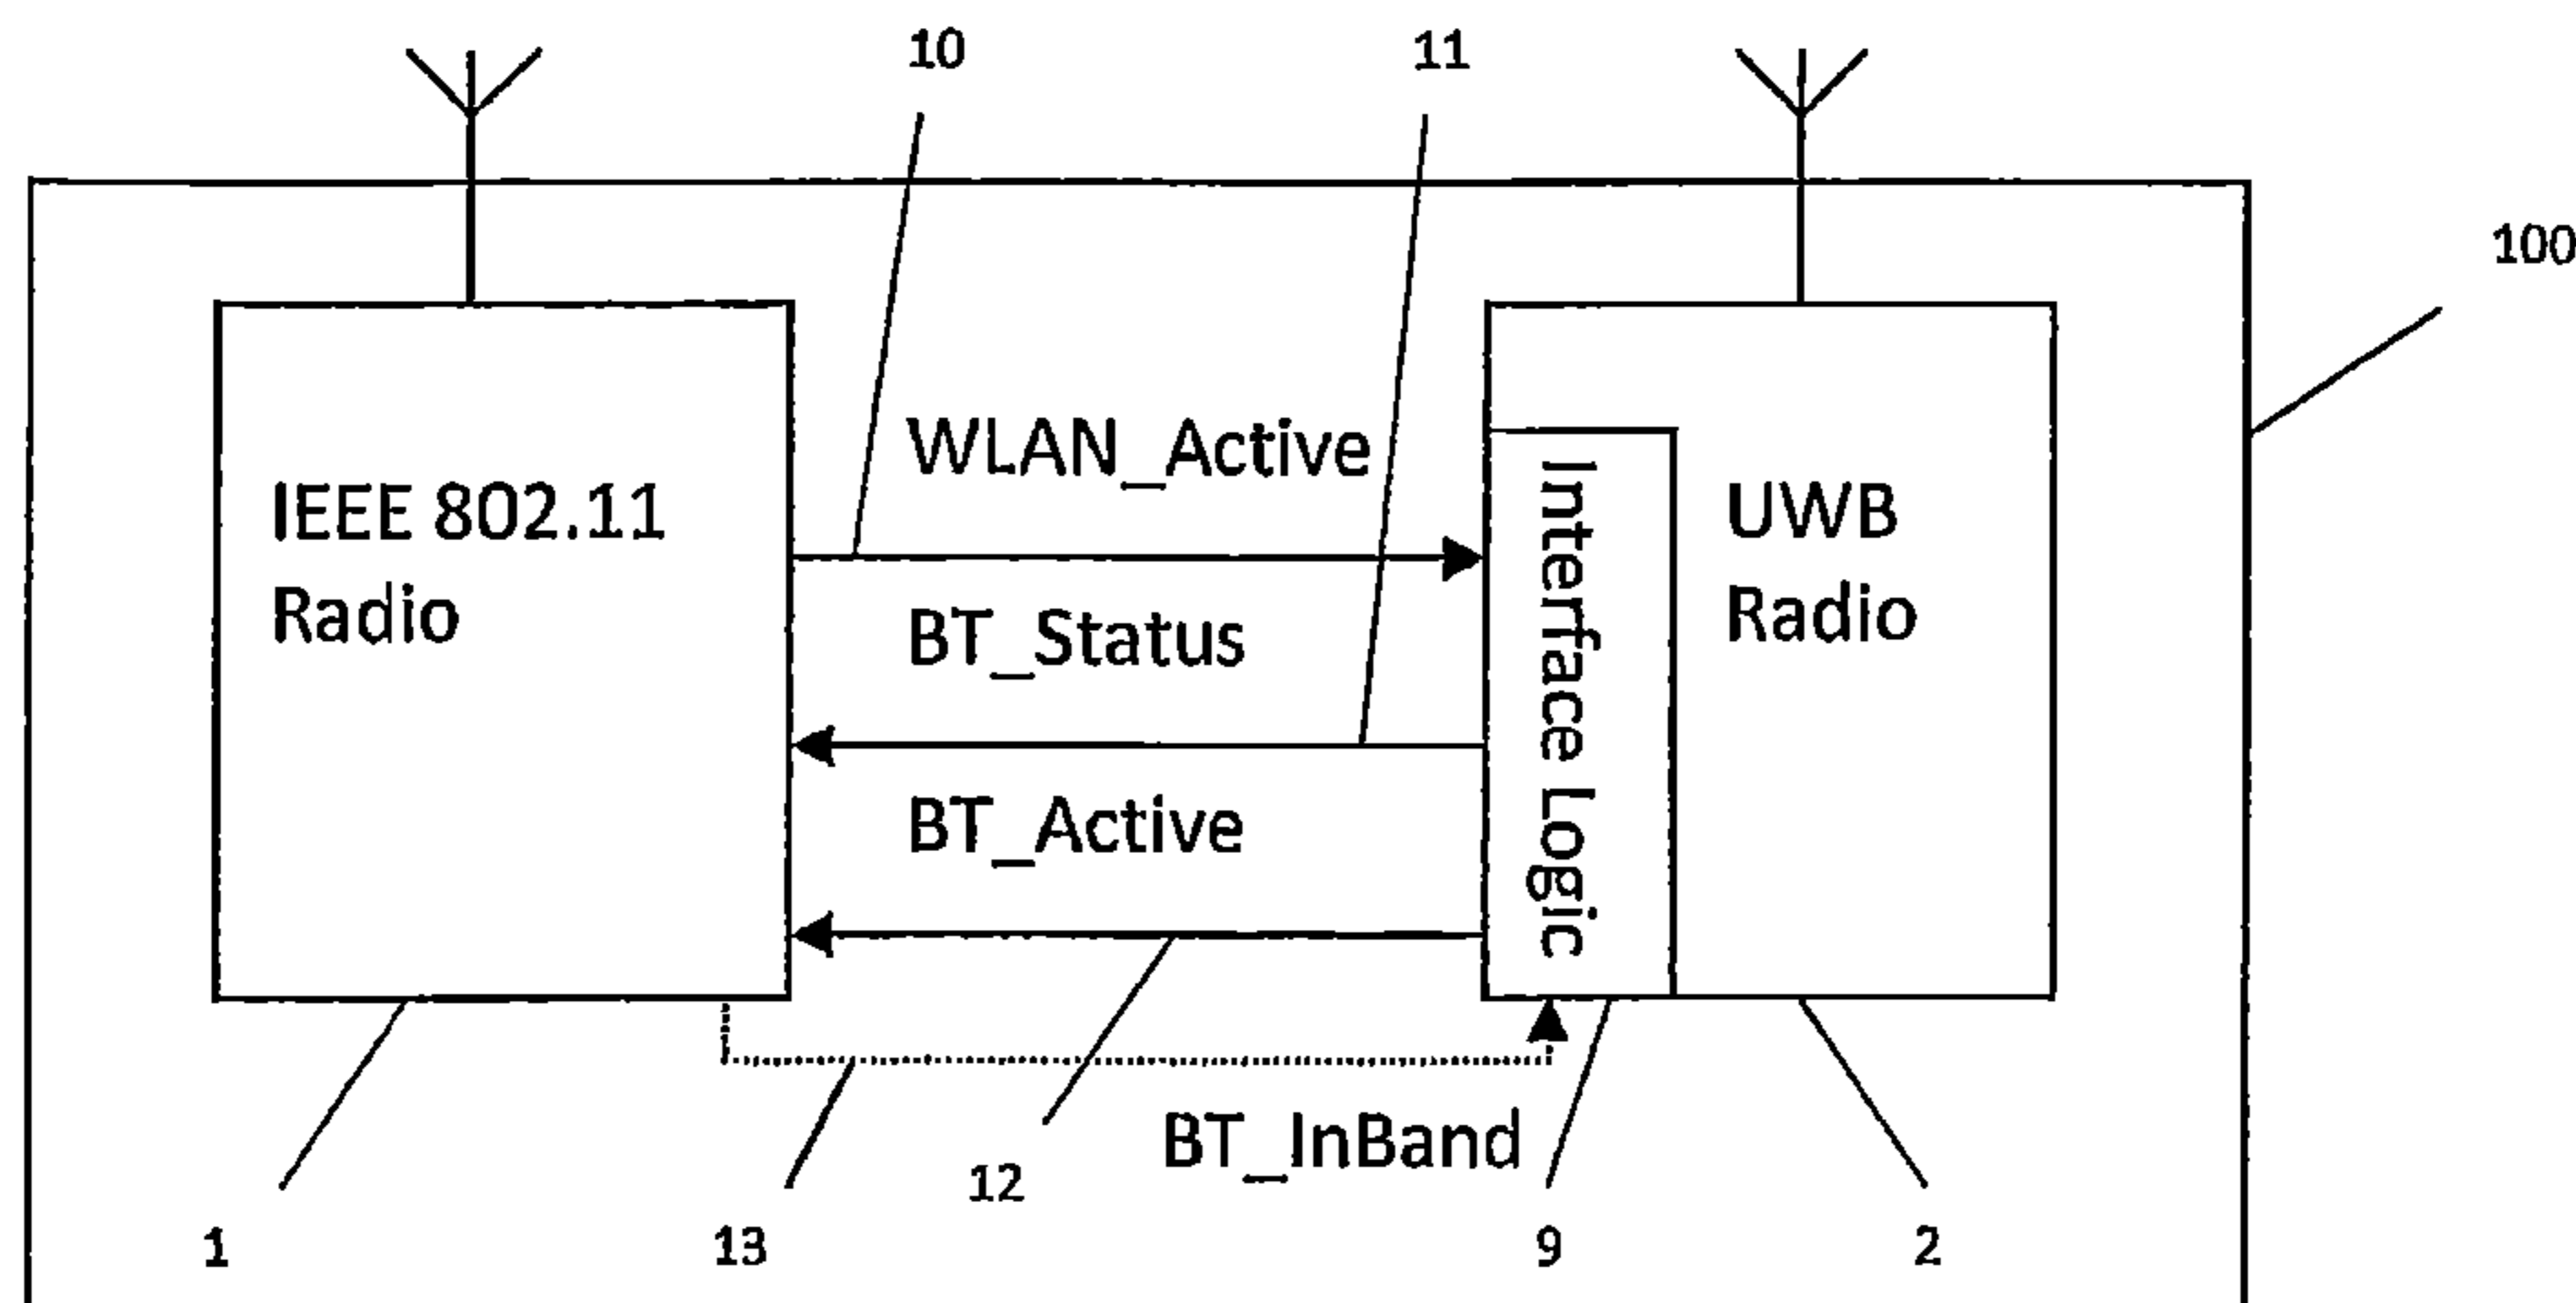 10
11
100
WLAN_Active
IEEE 802.11
Radio
Interface Logic
UWB
Radio
BT_Status
BT_Active
BT_InBand
12
1
13
9
2